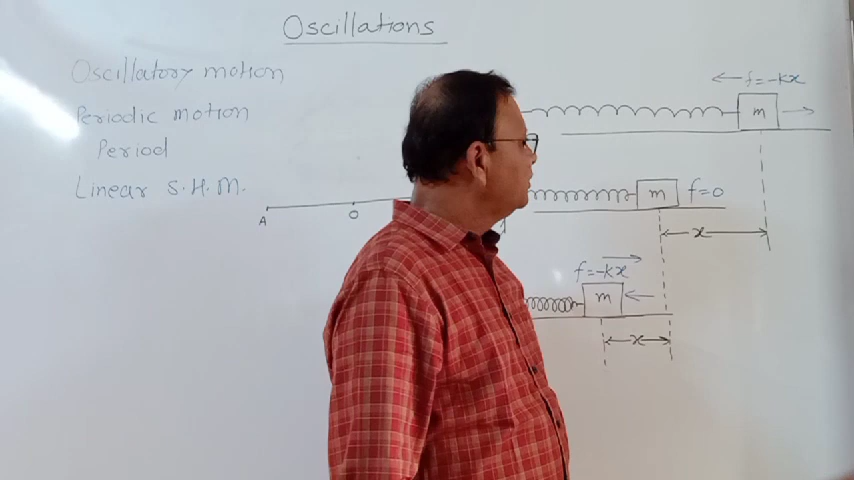 Oscillations
Oscillatory motion
Periodic motion
Period
Linear S.H.M.
A
O
f=-kx
m
m f=0
x
f=-kx
m
x